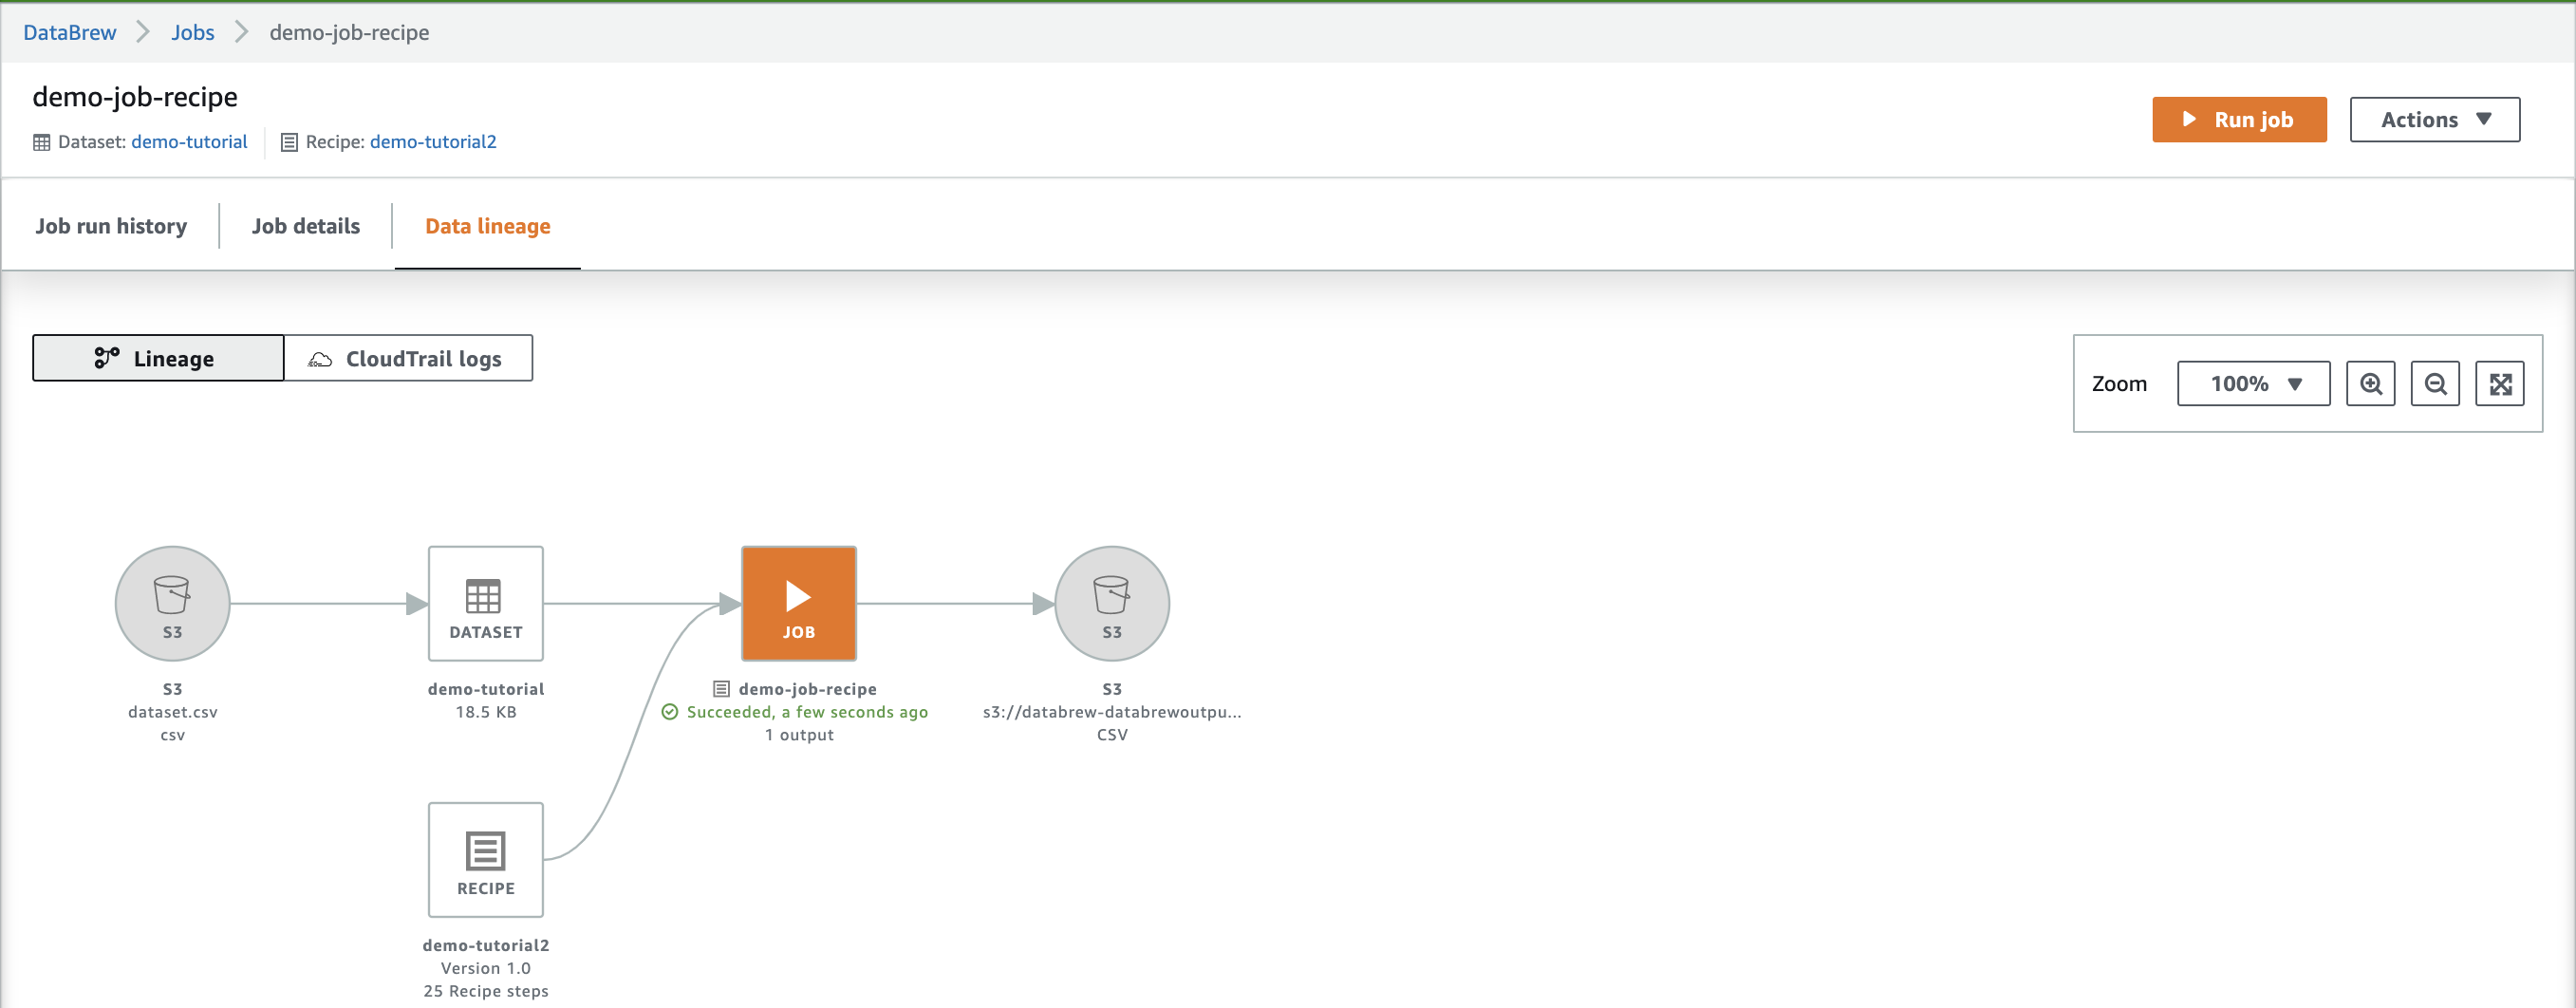 DataBrew > Jobs > demo-job-recipe
demo-job-recipe
Dataset: demo-tutorial
Recipe: demo-tutorial2
Run job
Actions
Job run history
Job details
Data lineage
Lineage
CloudTrail logs
Zoom
100%
S3
S3
dataset.csv
csv
DATASET
demo-tutorial
18.5 KB
JOB
demo-job-recipe
Succeeded, a few seconds ago
1 output
S3
S3
s3://databrew-databrewoutpu...
CSV
RECIPE
demo-tutorial2
Version 1.0
25 Recipe steps